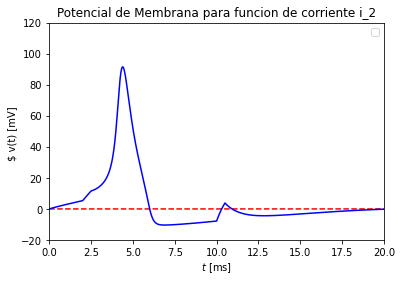 Potencial de Membrana para funcion de corriente i_2
120
100
80
60
40
20
0
−20
$ v(t) [mV]
0.0 2.5 5.0 7.5 10.0 12.5 15.0 17.5 20.0
t [ms]